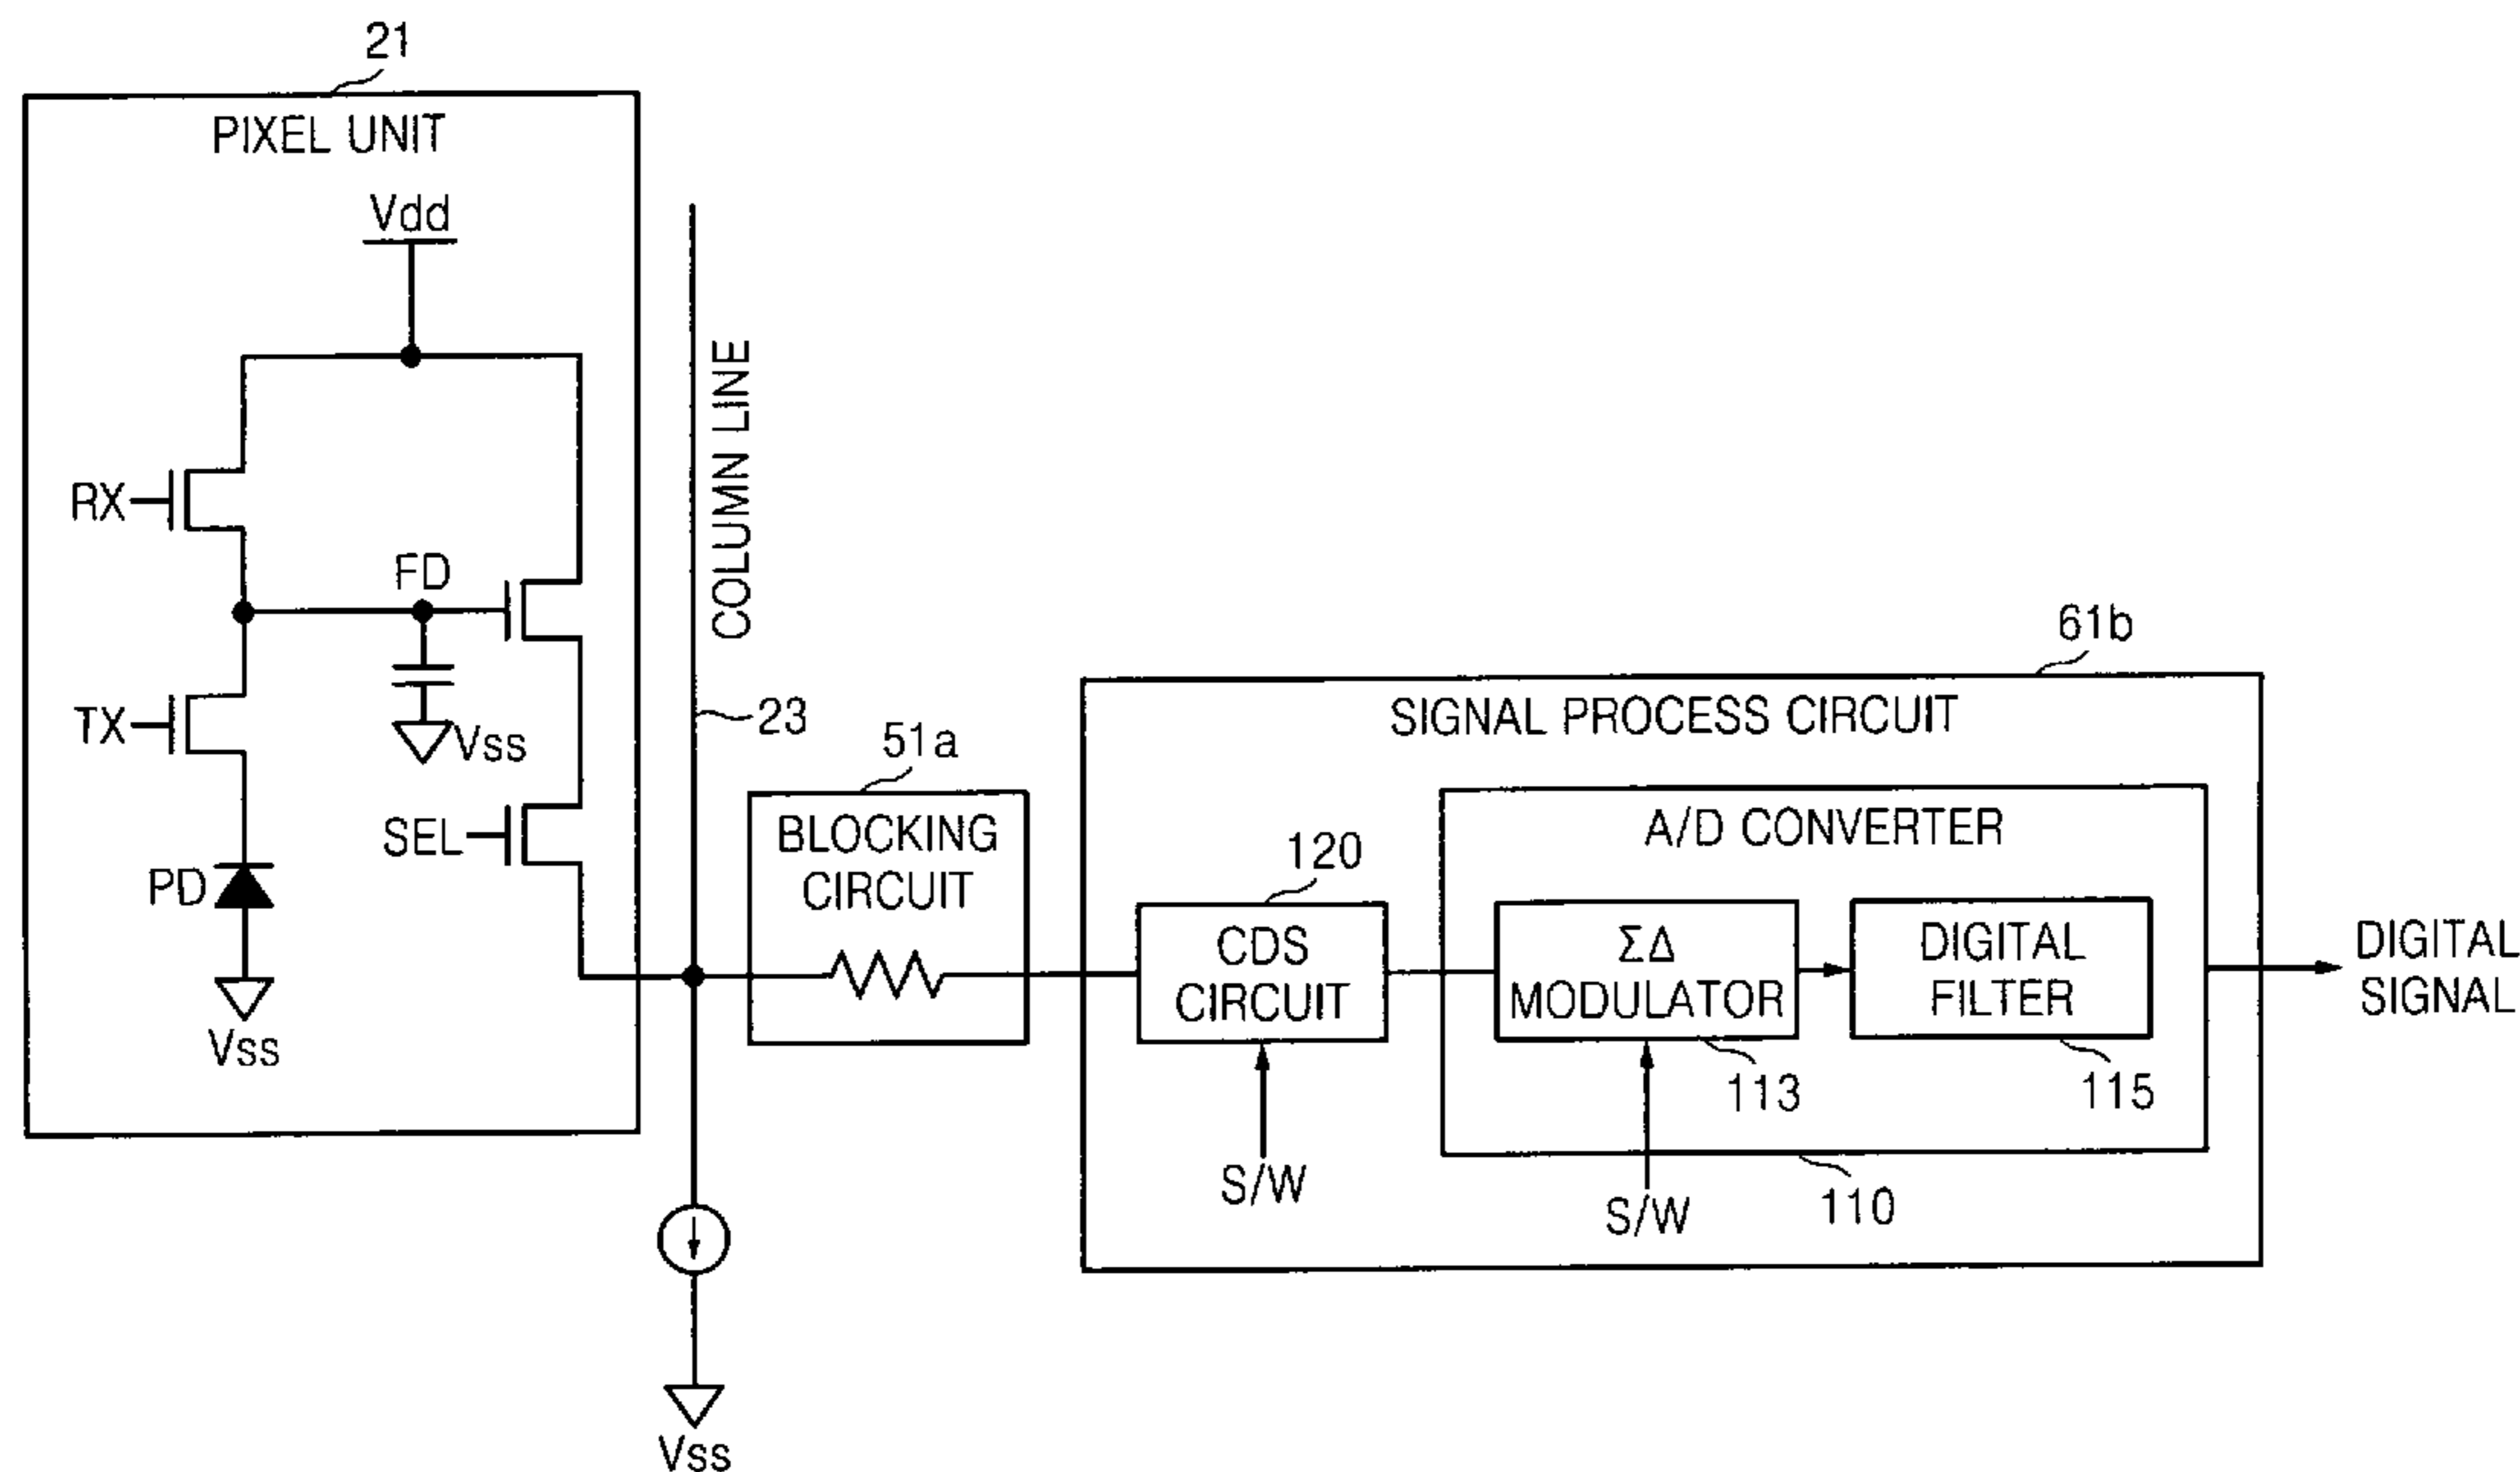 21
PIXEL UNIT
Vdd
RX
FD
TX
Vss
SEL
PD
Vss
COLUMN LINE
23
51a
BLOCKING
CIRCUIT
61b
SIGNAL PROCESS CIRCUIT
A/D CONVERTER
120
CDS
CIRCUIT
ΣΔ
MODULATOR
DIGITAL
FILTER
113
115
S/W
S/W
110
DIGITAL
SIGNAL
Vss